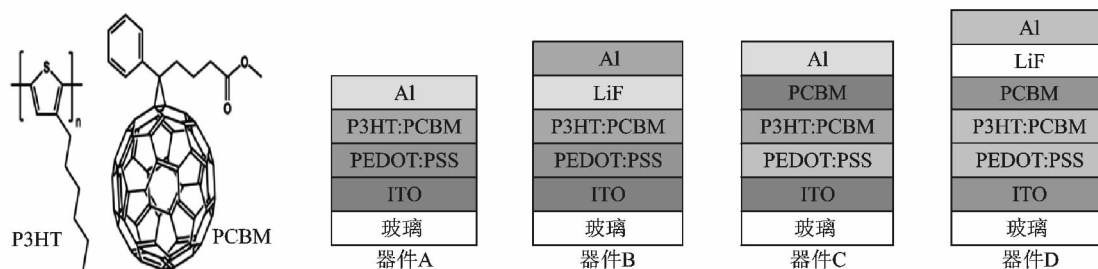 S
n
P3HT
O
O
PCBM
Al
P3HT:PCBM
PEDOT:PSS
ITO
玻璃
器件A
Al
LiF
P3HT:PCBM
PEDOT:PSS
ITO
玻璃
器件B
Al
PCBM
P3HT:PCBM
PEDOT:PSS
ITO
玻璃
器件C
Al
LiF
PCBM
P3HT:PCBM
PEDOT:PSS
ITO
玻璃
器件D